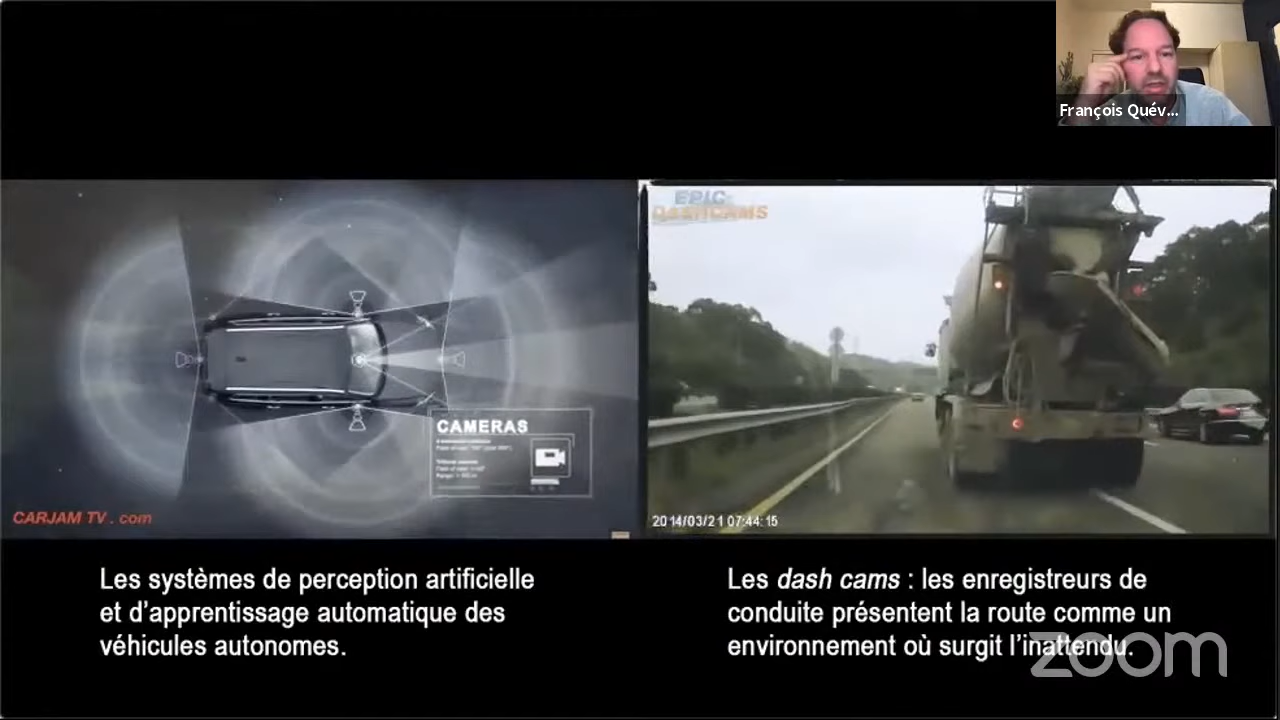 François Quév...
EPIC
DASHCAMS
CAMERAS
CARJAM TV . com
2014/03/21 07:44:15
Les systèmes de perception artificielle
et d'apprentissage automatique des
véhicules autonomes.
Les dash cams : les enregistreurs de
conduite présentent la route comme un
environnement où surgit l'inattendu.
zoom